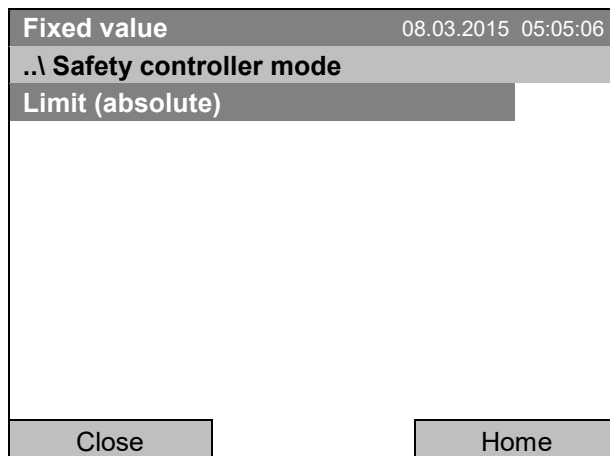 Fixed value 08.03.2015 05:05:06
..\ Safety controller mode
Limit (absolute)
Close Home